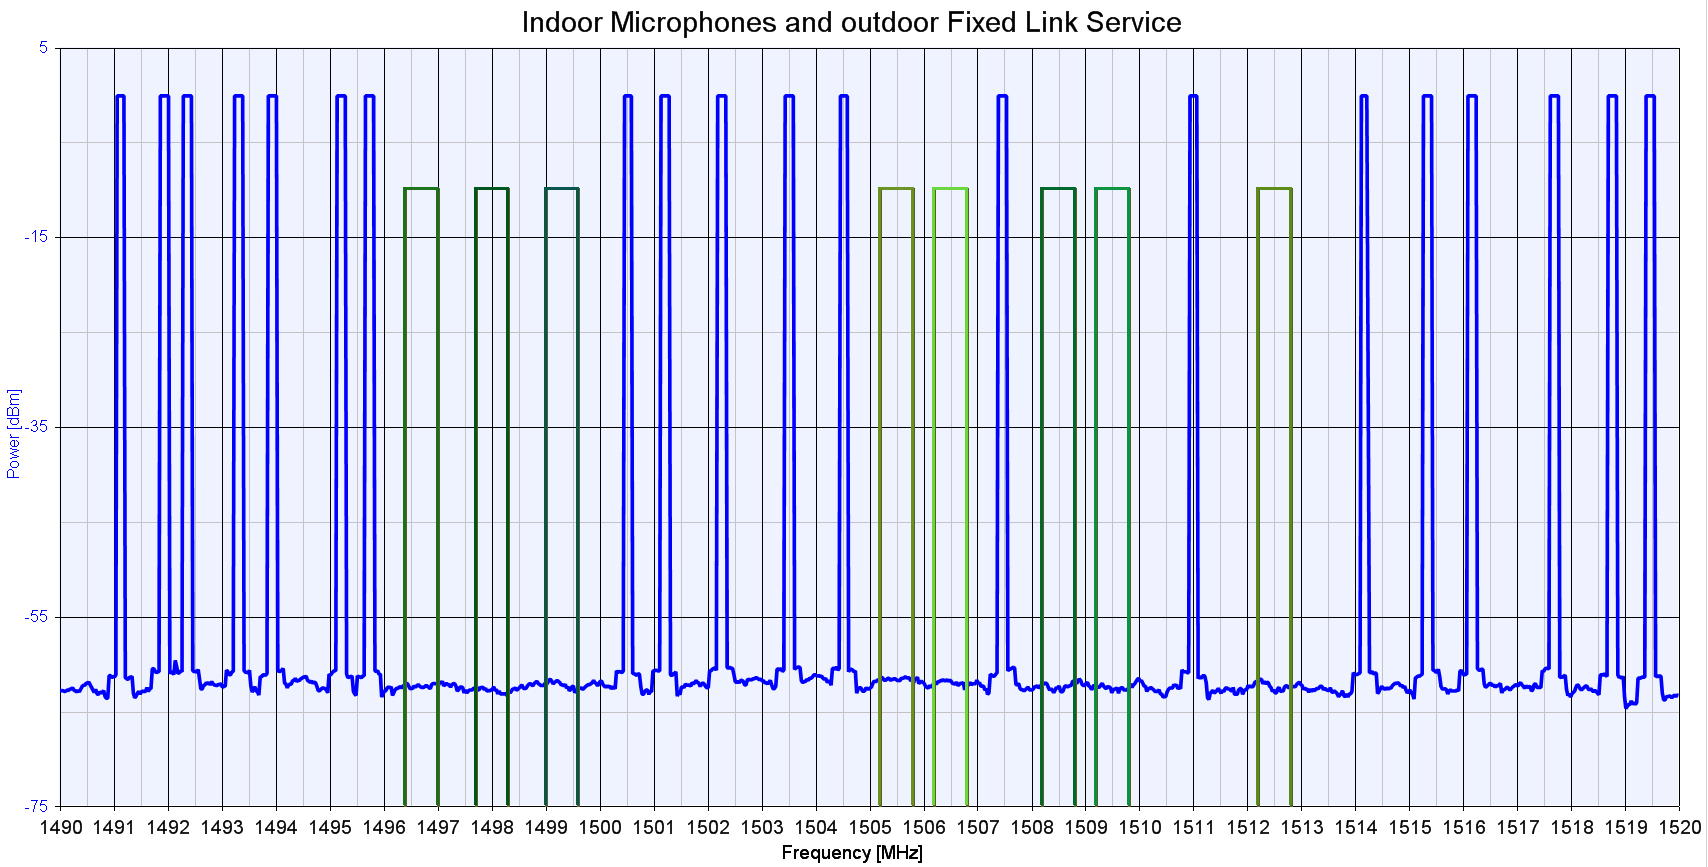 Indoor Microphones and outdoor Fixed Link Service
5
-15
-35
-55
-75
Power [dBm]
1490 1491 1492 1493 1494 1495 1496 1497 1498 1499 1500 1501 1502 1503 1504 1505 1506 1507 1508 1509 1510 1511 1512 1513 1514 1515 1516 1517 1518 1519 1520
Frequency [MHz]